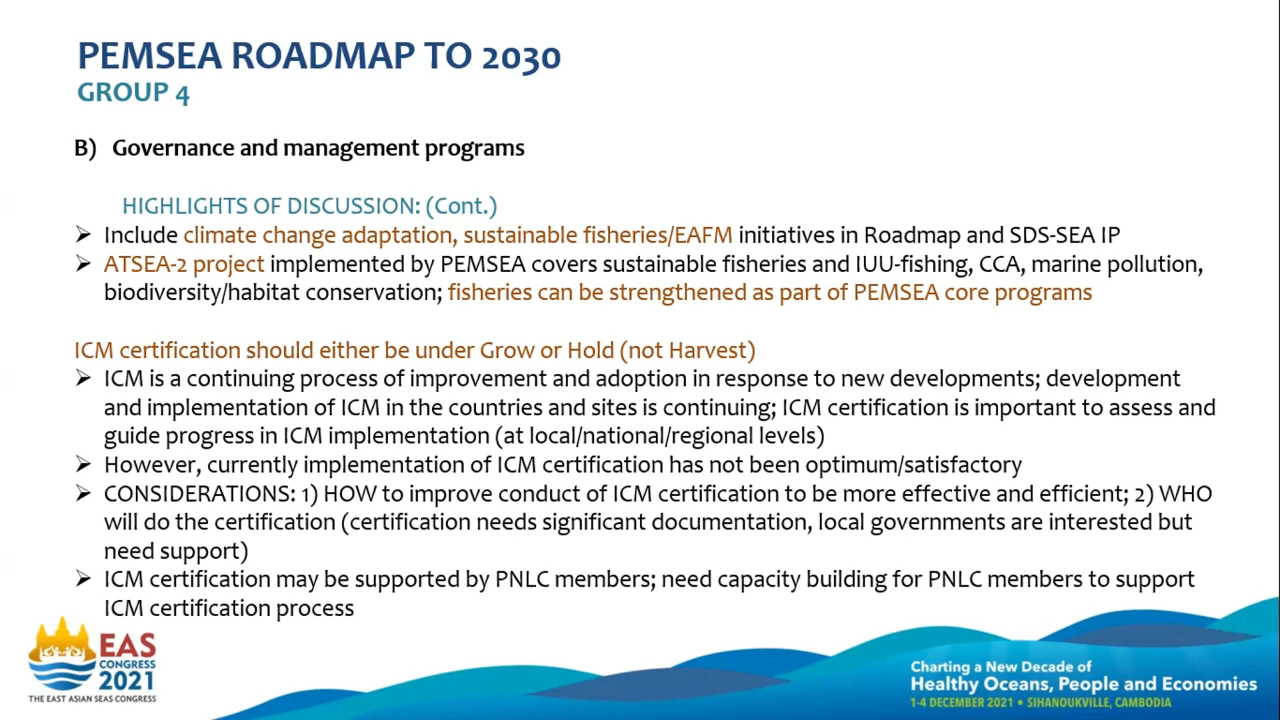 PEMSEA ROADMAP TO 2030
GROUP 4
B) Governance and management programs
HIGHLIGHTS OF DISCUSSION: (Cont.)
➢ Include climate change adaptation, sustainable fisheries/EAFM initiatives in Roadmap and SDS-SEA IP
➢ ATSEA-2 project implemented by PEMSEA covers sustainable fisheries and IUU-fishing, CCA, marine pollution,
biodiversity/habitat conservation; fisheries can be strengthened as part of PEMSEA core programs
ICM certification should either be under Grow or Hold (not Harvest)
➢ ICM is a continuing process of improvement and adoption in response to new developments; development
and implementation of ICM in the countries and sites is continuing; ICM certification is important to assess and
guide progress in ICM implementation (at local/national/regional levels)
➢ However, currently implementation of ICM certification has not been optimum/satisfactory
➢ CONSIDERATIONS: 1) HOW to improve conduct of ICM certification to be more effective and efficient; 2) WHO
will do the certification (certification needs significant documentation, local governments are interested but
need support)
➢ ICM certification may be supported by PNLC members; need capacity building for PNLC members to support
ICM certification process
EAS
CONGRESS
2021
THE EAST ASIAN SEAS CONGRESS
Charting a New Decade of
Healthy Oceans, People and Economies
1-4 DECEMBER 2021 • SIHANOUKVILLE, CAMBODIA